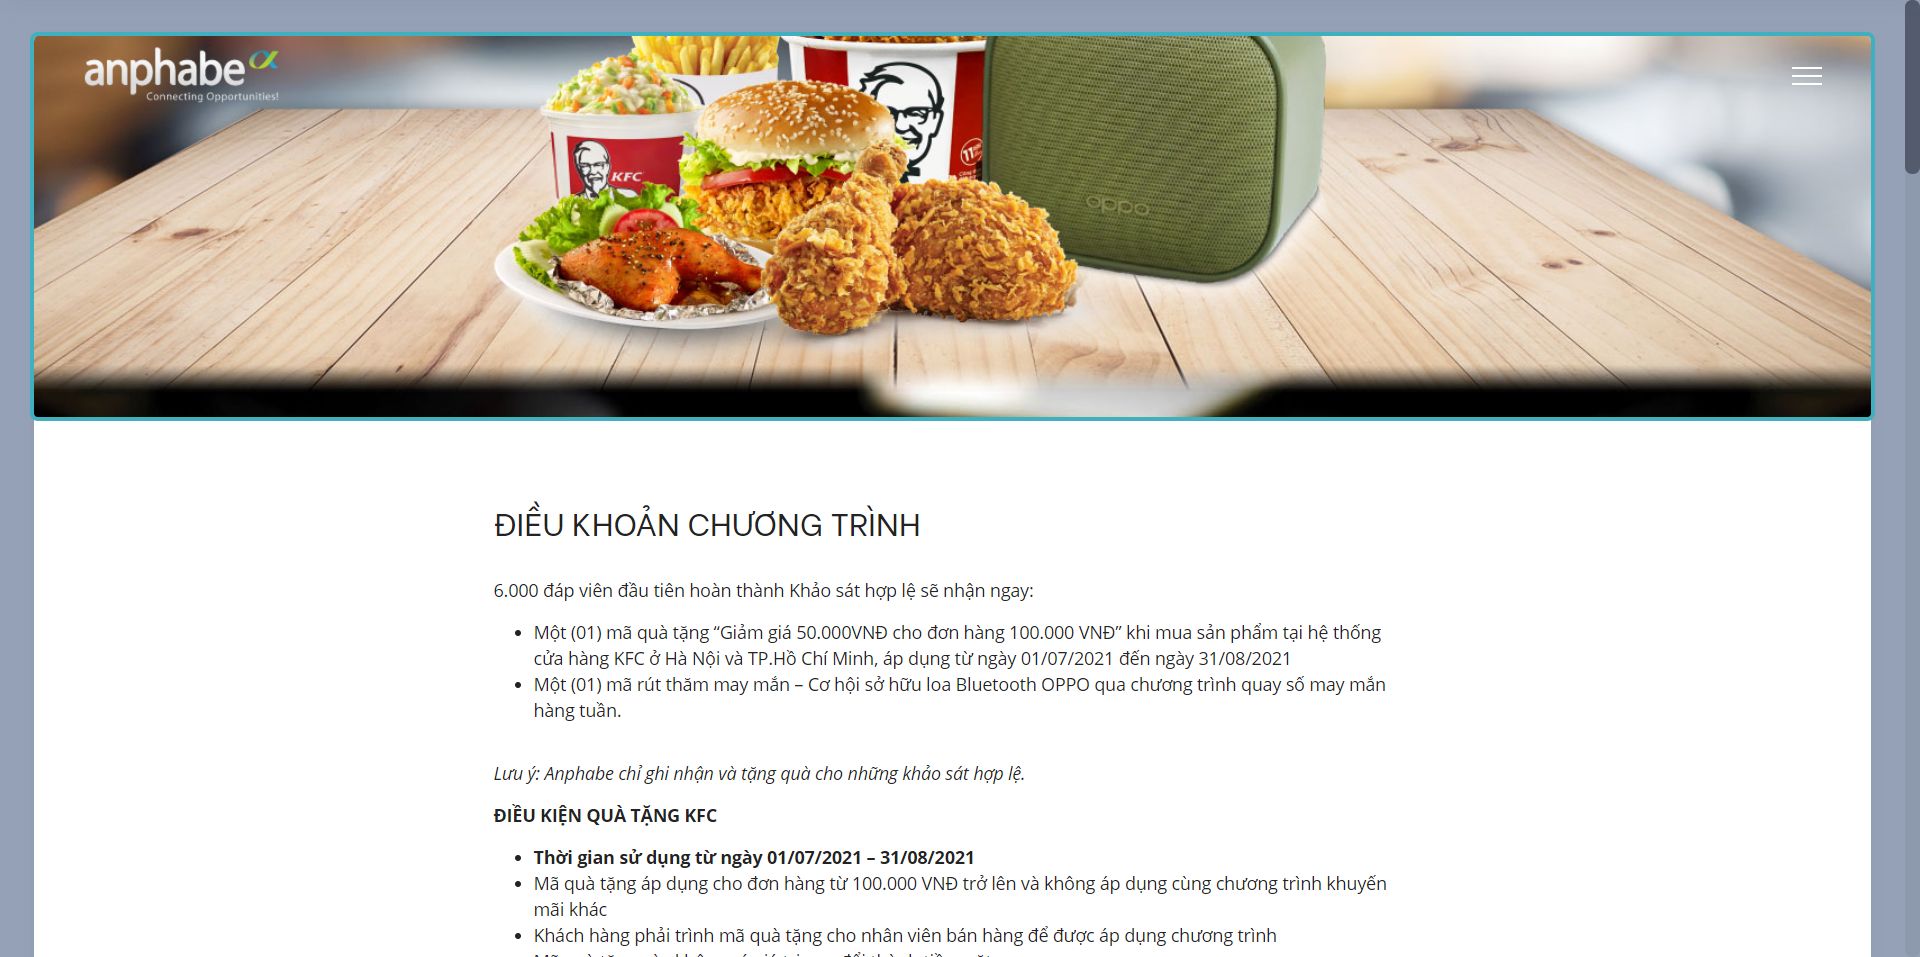 anphabe
Connecting Opportunities!
KFC
11
oppo
ĐIỀU KHOẢN CHƯƠNG TRÌNH
6.000 đáp viên đầu tiên hoàn thành Khảo sát hợp lệ sẽ nhận ngay:
• Một (01) mã quà tặng “Giảm giá 50.000VNĐ cho đơn hàng 100.000 VNĐ” khi mua sản phẩm tại hệ thống
cửa hàng KFC ở Hà Nội và TP.Hồ Chí Minh, áp dụng từ ngày 01/07/2021 đến ngày 31/08/2021
• Một (01) mã rút thăm may mắn – Cơ hội sở hữu loa Bluetooth OPPO qua chương trình quay số may mắn
hàng tuần.
Lưu ý: Anphabe chỉ ghi nhận và tặng quà cho những khảo sát hợp lệ.
ĐIỀU KIỆN QUÀ TẶNG KFC
• Thời gian sử dụng từ ngày 01/07/2021 – 31/08/2021
• Mã quà tặng áp dụng cho đơn hàng từ 100.000 VNĐ trở lên và không áp dụng cùng chương trình khuyến
mãi khác
• Khách hàng phải trình mã quà tặng cho nhân viên bán hàng để được áp dụng chương trình